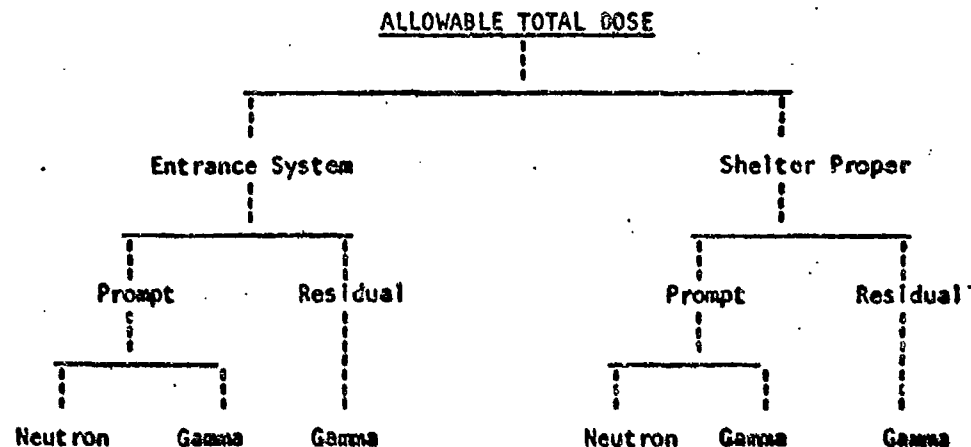 ALLOWABLE TOTAL DOSE
Entrance System Shelter Proper
Prompt Residual Prompt Residual
Neutron Gamma Gamma Neutron Gamma Gamma